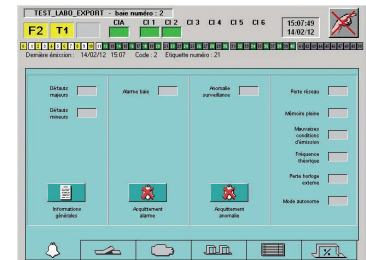 TEST_LABO_EXPORT - baie numéro : 2
F2 T1
CIA CI 1 CI 2 CI 3 CI 4 CI 5 CI 6
15:07:49
14/02/12
Dernière émission : 14/02/12 15:07 Code : 2 Etiquette numéro : 21
Défauts
majeurs
Alarme baie
Anomalie
surveillance
Perte réseau
Défauts
mineurs
Mémoire pleine
Mauvaises
conditions
d'émission
Fréquence
théorique
Perte horloge
externe
Mode autonome
Informations
générales
Acquittement
alarme
Acquittement
anomalie